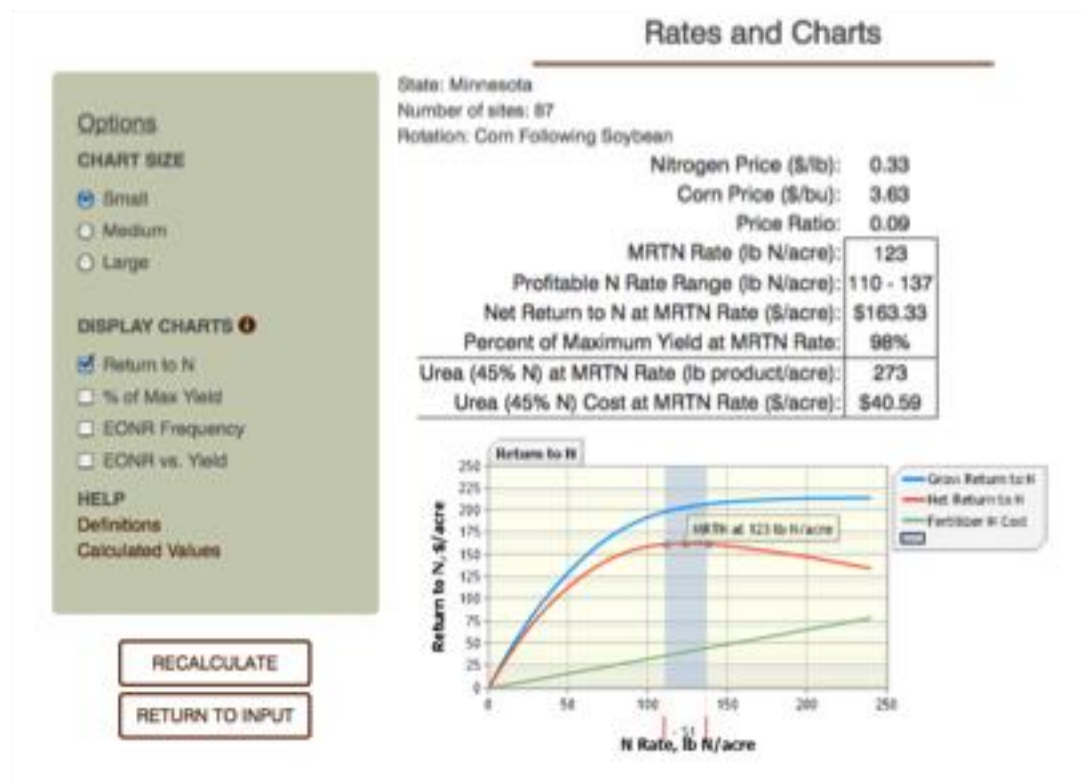 Rates and Charts
State: Minnesota
Number of sites: 87
Rotation: Corn Following Soybean
Nitrogen Price ($/lb): 0.33
Corn Price ($/bu): 3.63
Price Ratio: 0.09
MRTN Rate (lb N/acre): 123
Profitable N Rate Range (lb N/acre): 110 - 137
Net Return to N at MRTN Rate ($/acre): $163.33
Percent of Maximum Yield at MRTN Rate: 98%
Urea (45% N) at MRTN Rate (lb product/acre): 273
Urea (45% N) Cost at MRTN Rate ($/acre): $40.59
Options
CHART SIZE
Small
Medium
Large
DISPLAY CHARTS
Return to N
% of Max Yield
EONR Frequency
EONR vs. Yield
HELP
Definitions
Calculated Values
RECALCULATE
RETURN TO INPUT
Return to N
Return to N, $/acre
250
225
200
175
150
125
100
75
50
25
0
MRTN at 123 lb N/acre
0 50 100 150 200 250
N Rate, lb N/acre
Gross Return to N
Net Return to N
Fertilizer N Cost